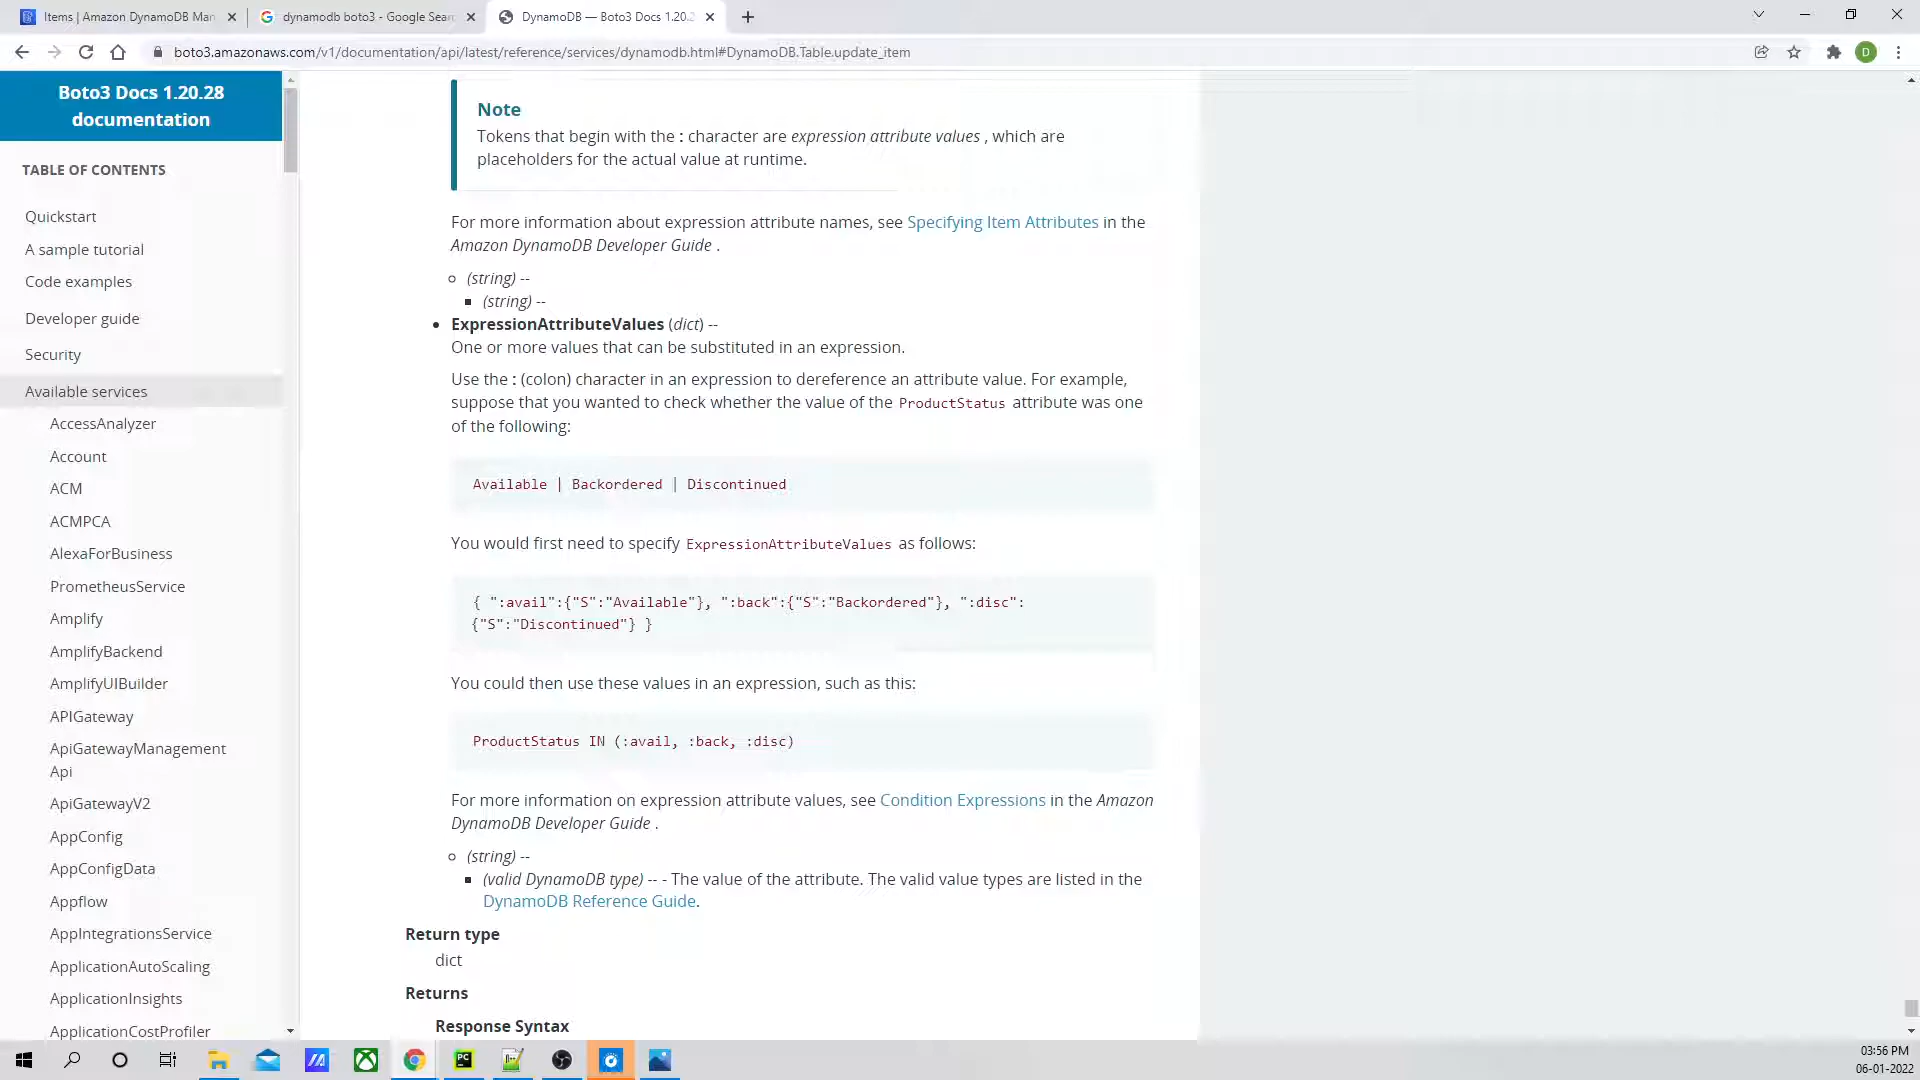 Items | Amazon DynamoDB Man
dynamodb boto3 - Google Sear
DynamoDB — Boto3 Docs 1.20.2
boto3.amazonaws.com/v1/documentation/api/latest/reference/services/dynamodb.html#DynamoDB.Table.update_item
D
Boto3 Docs 1.20.28
documentation
TABLE OF CONTENTS
Quickstart
A sample tutorial
Code examples
Developer guide
Security
Available services
AccessAnalyzer
Account
ACM
ACMPCA
AlexaForBusiness
PrometheusService
Amplify
AmplifyBackend
AmplifyUIBuilder
APIGateway
ApiGatewayManagement
Api
ApiGatewayV2
AppConfig
AppConfigData
Appflow
AppIntegrationsService
ApplicationAutoScaling
ApplicationInsights
ApplicationCostProfiler
Note
Tokens that begin with the : character are expression attribute values , which are
placeholders for the actual value at runtime.
For more information about expression attribute names, see Specifying Item Attributes in the
Amazon DynamoDB Developer Guide .
(string) --
(string) --
ExpressionAttributeValues (dict) --
One or more values that can be substituted in an expression.
Use the : (colon) character in an expression to dereference an attribute value. For example,
suppose that you wanted to check whether the value of the ProductStatus attribute was one
of the following:
Available | Backordered | Discontinued
You would first need to specify ExpressionAttributeValues as follows:
{ ":avail":{"S":"Available"}, ":back":{"S":"Backordered"}, ":disc":
{"S":"Discontinued"} }
You could then use these values in an expression, such as this:
ProductStatus IN (:avail, :back, :disc)
For more information on expression attribute values, see Condition Expressions in the Amazon
DynamoDB Developer Guide .
(string) --
(valid DynamoDB type) -- - The value of the attribute. The valid value types are listed in the
DynamoDB Reference Guide.
Return type
dict
Returns
Response Syntax
PC
03:56 PM
06-01-2022